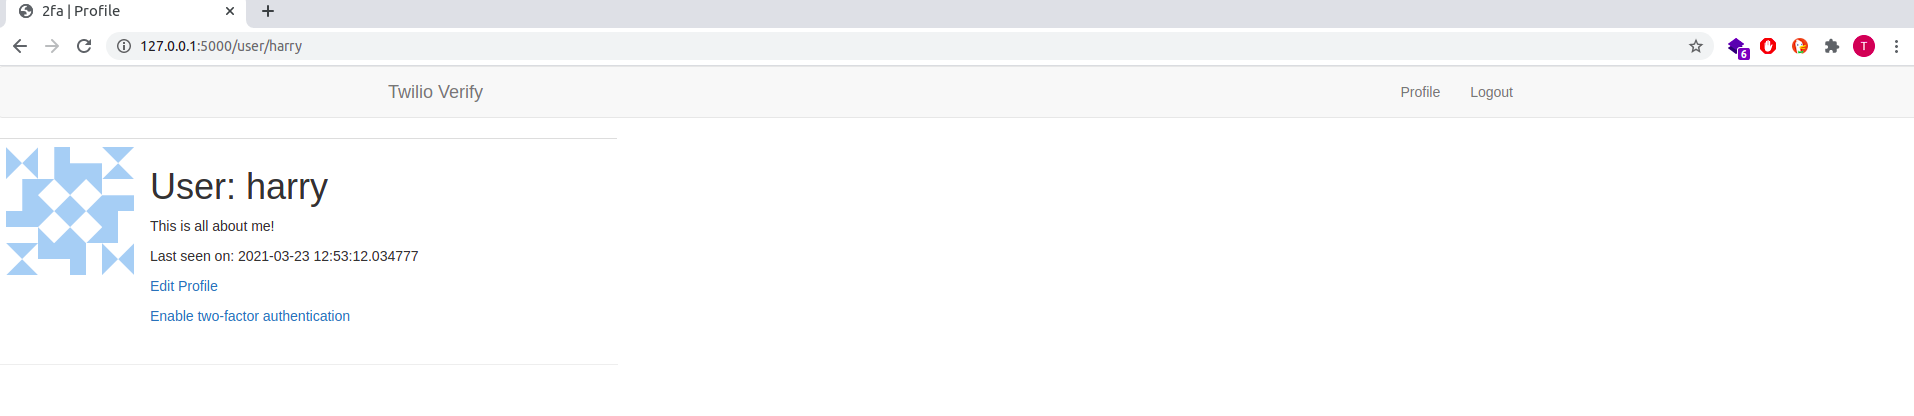 2fa | Profile
127.0.0.1:5000/user/harry
6
T
Twilio Verify
Profile
Logout
User: harry
This is all about me!
Last seen on: 2021-03-23 12:53:12.034777
Edit Profile
Enable two-factor authentication